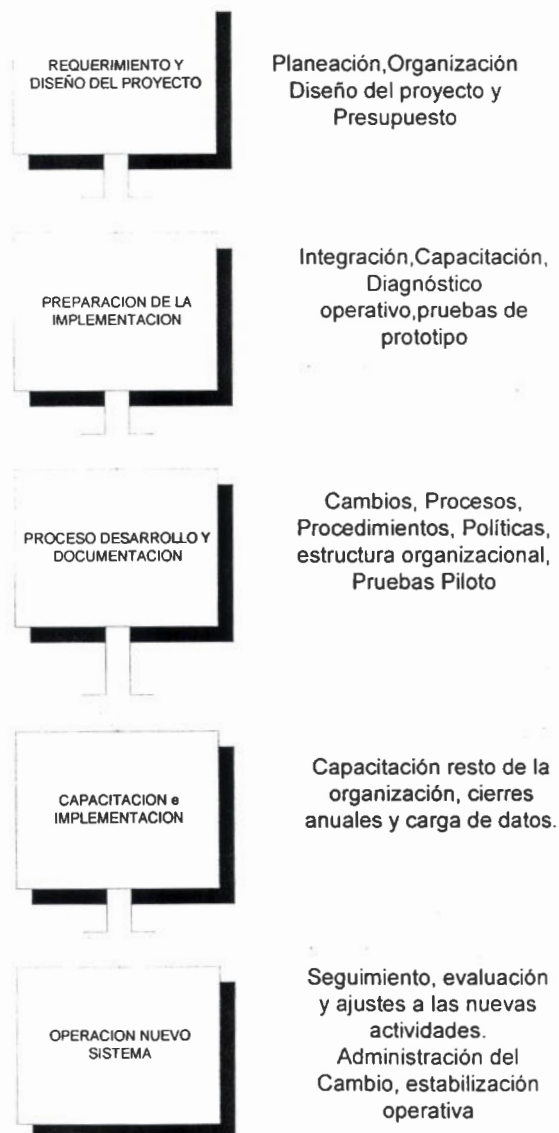 REQUERIMIENTO Y
DISEÑO DEL PROYECTO
Planeación,Organización
Diseño del proyecto y
Presupuesto
PREPARACION DE LA
IMPLEMENTACION
Integración,Capacitación,
Diagnóstico
operativo,pruebas de
prototipo
PROCESO DESARROLLO Y
DOCUMENTACION
Cambios, Procesos,
Procedimientos, Políticas,
estructura organizacional,
Pruebas Piloto
CAPACITACION e
IMPLEMENTACION
Capacitación resto de la
organización, cierres
anuales y carga de datos.
OPERACION NUEVO
SISTEMA
Seguimiento, evaluación
y ajustes a las nuevas
actividades.
Administración del
Cambio, estabilización
operativa